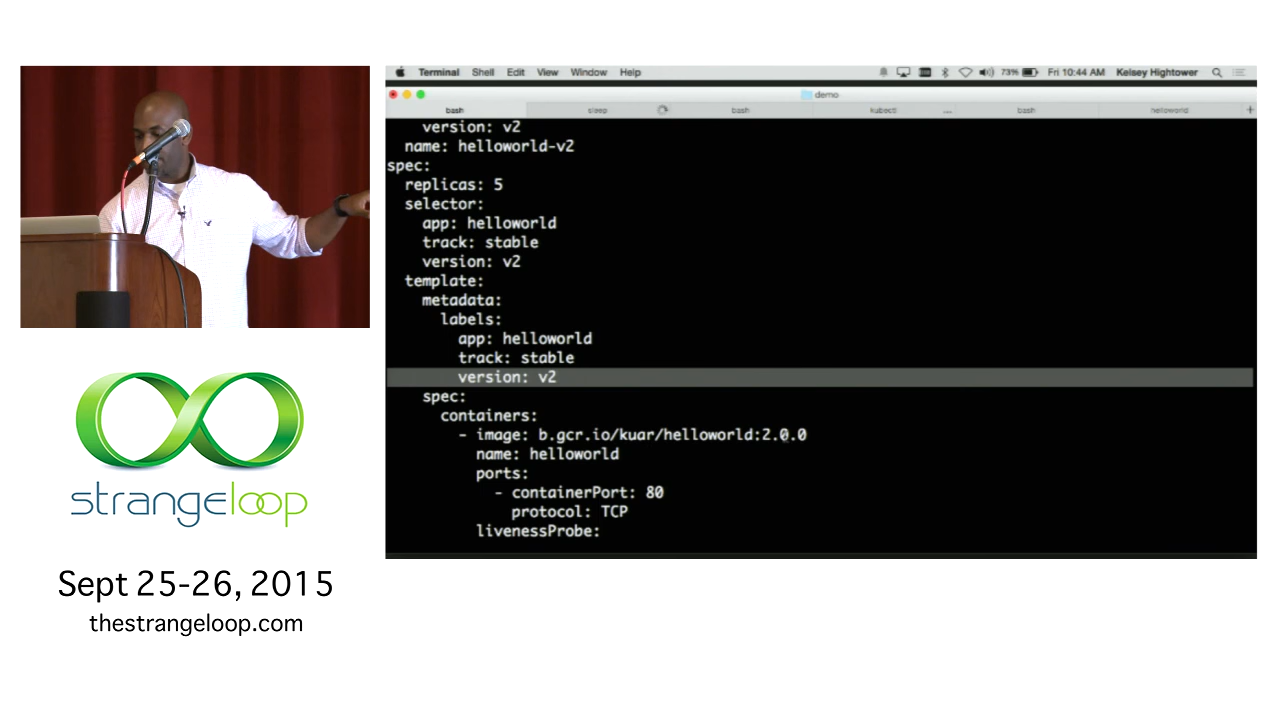 Terminal Shell Edit View Window Help 73% Fri 10:44 AM Kelsey Hightower
demo
bash sleep bash kubectl ... bash helloworld +
version: v2
name: helloworld-v2
spec:
replicas: 5
selector:
app: helloworld
track: stable
version: v2
template:
metadata:
labels:
app: helloworld
track: stable
version: v2
spec:
containers:
- image: b.gcr.io/kuar/helloworld:2.0.0
name: helloworld
ports:
- containerPort: 80
protocol: TCP
livenessProbe:
strangeloop
Sept 25-26, 2015
thestrangeloop.com